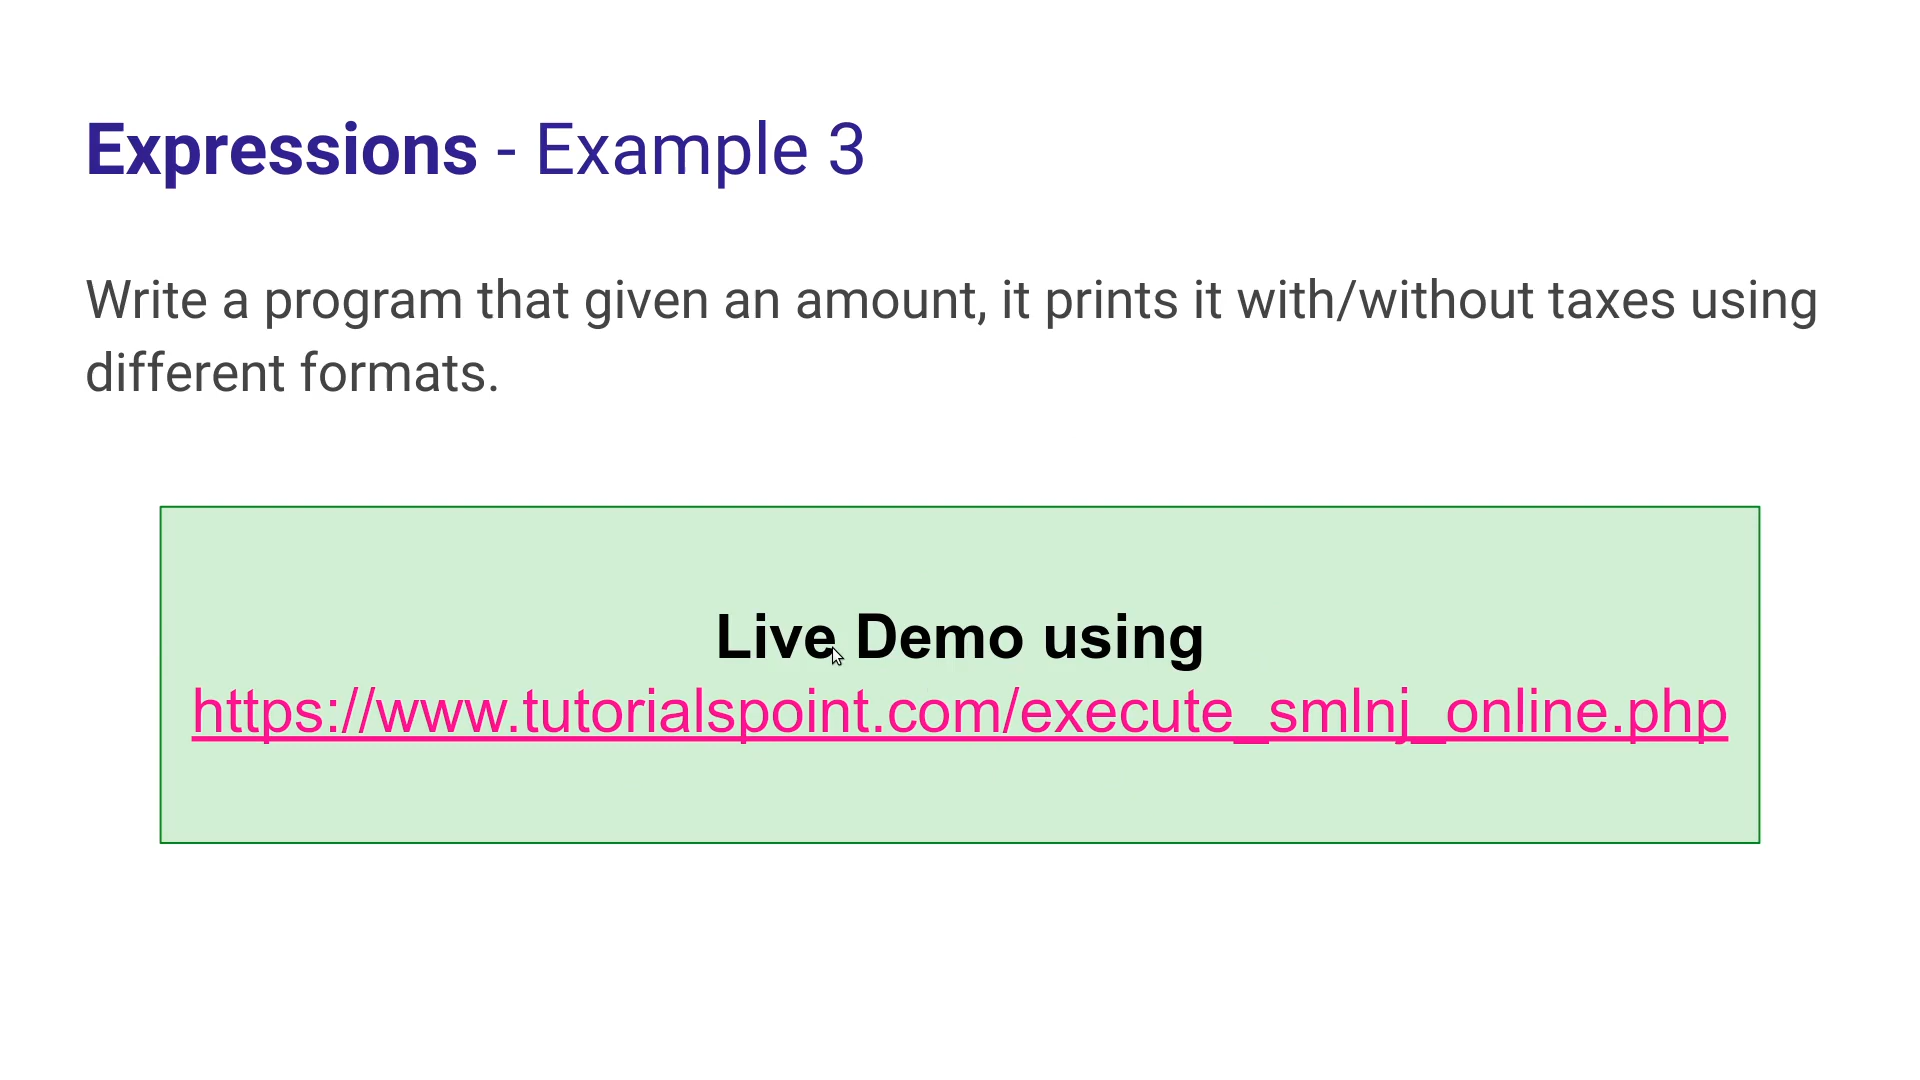 Expressions - Example 3
Write a program that given an amount, it prints it with/without taxes using
different formats.
Live Demo using
https://www.tutorialspoint.com/execute_smlnj_online.php